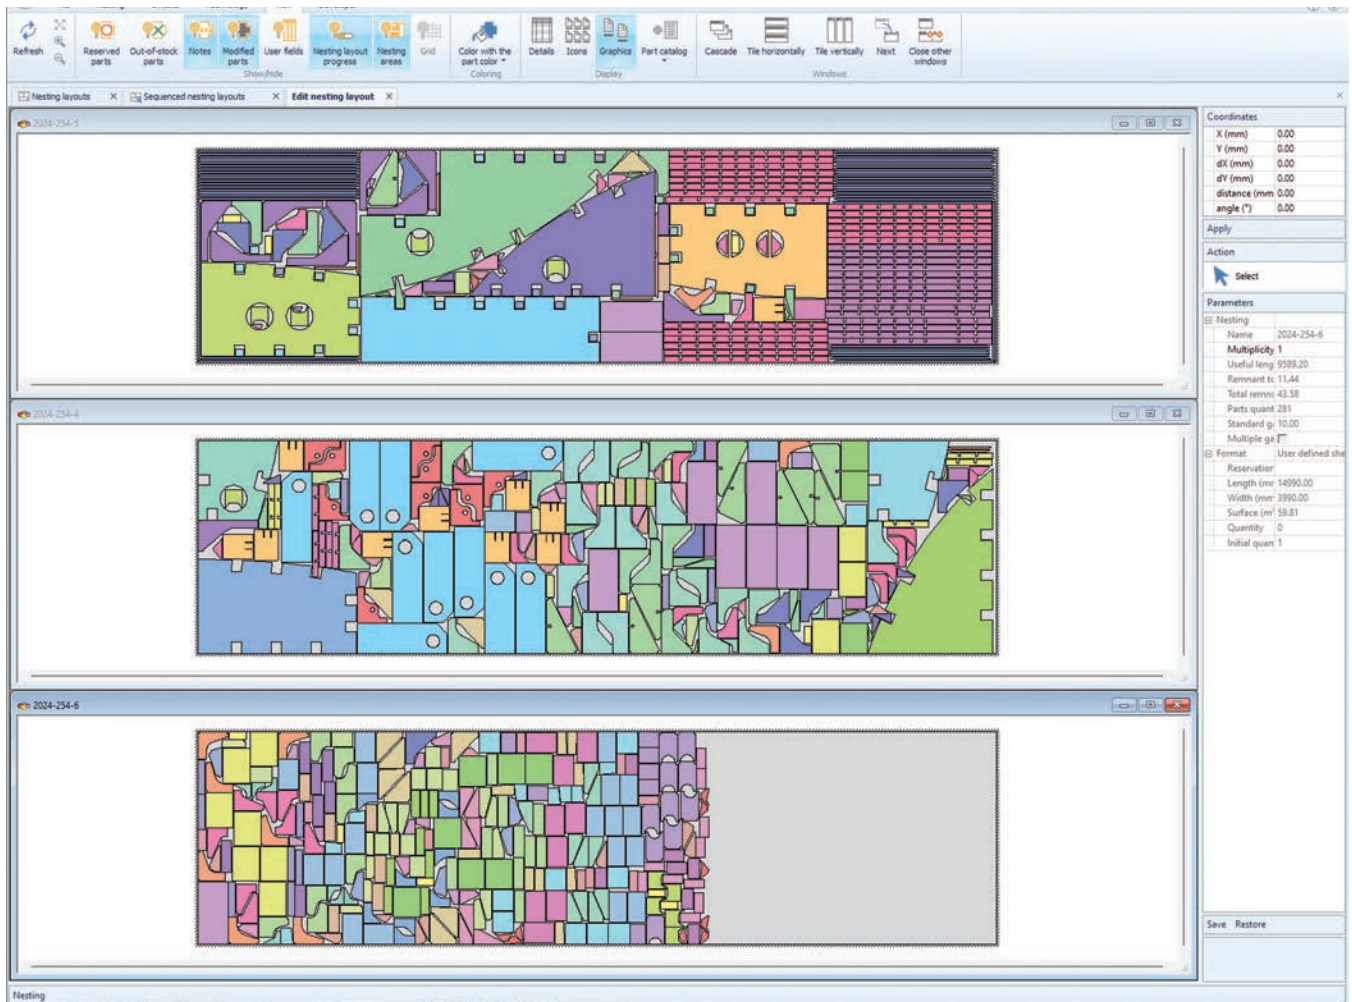 Refresh
Reserved parts
Out-of-stock parts
Notes
Modified parts
User fields
Nesting layout progress
Nesting areas
Grid
Show/hide
Color with the part color
Coloring
Details
Icons
Graphics
Part catalog
Display
Cascade
Tile horizontally
Tile vertically
Next
Close other windows
Windows
Nesting layouts
Sequenced nesting layouts
Edit nesting layout
2024-254-5
2024-254-4
2024-254-6
Coordinates
X (mm) 0.00
Y (mm) 0.00
dX (mm) 0.00
dY (mm) 0.00
distance (mm 0.00
angle (°) 0.00
Apply
Action
Select
Parameters
Nesting
Name 2024-254-6
Multiplicity 1
Useful leng 9589.20
Remnant tc 11.44
Total remn 43.58
Parts quant 281
Standard g 10.00
Multiple ga
Format User defined she
Reservation
Length (mr 14990.00
Width (mm 3990.00
Surface (m² 59.81
Quantity 0
Initial quan 1
Save Restore
Nesting